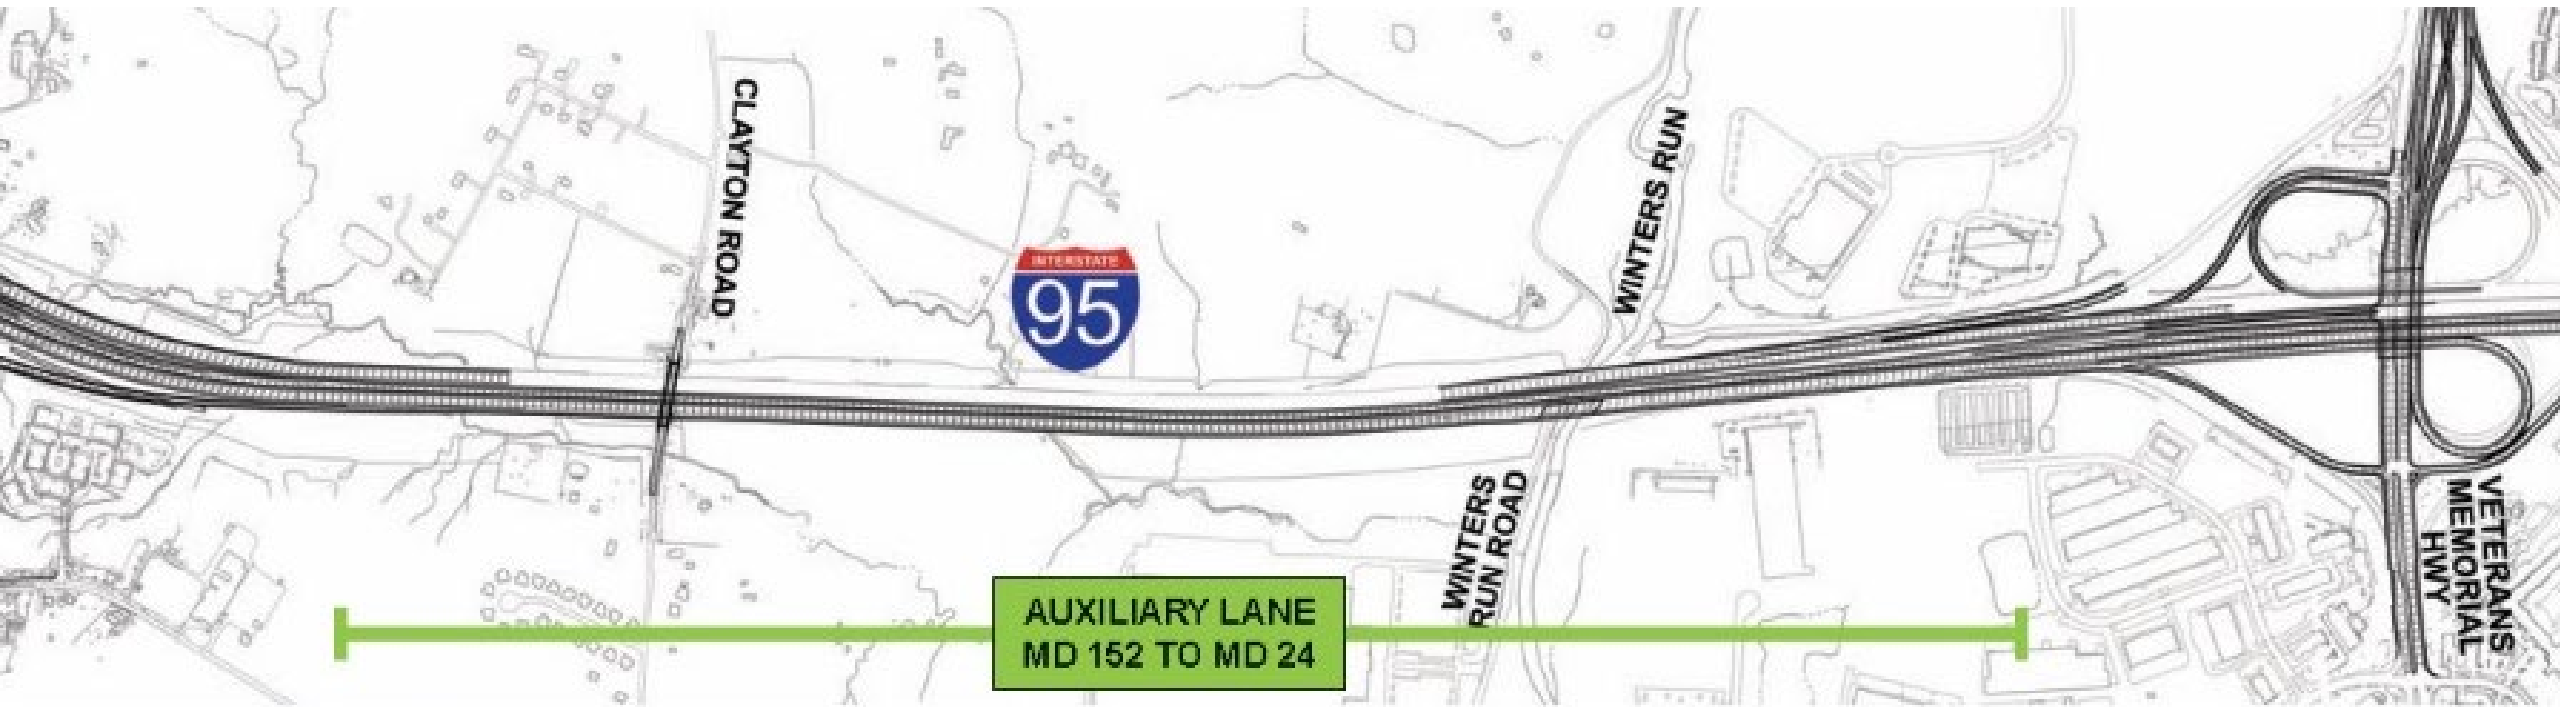 CLAYTON ROAD
INTERSTATE
95
WINTERS RUN
WINTERS
RUN ROAD
VETERANS
MEMORIAL
HWY
AUXILIARY LANE
MD 152 TO MD 24